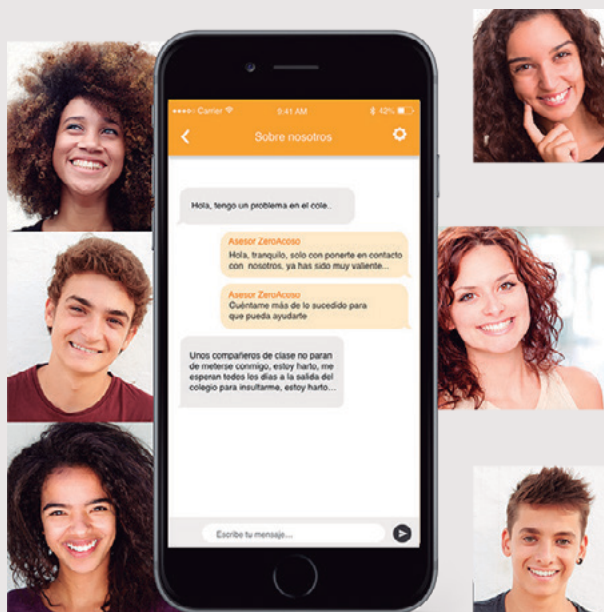 Carrier 9:41 AM 42%
Sobre nosotros
Hola, tengo un problema en el cole..
Asesor ZeroAcoso
Hola, tranquilo, solo con ponerte en contacto
con nosotros, ya has sido muy valiente...
Asesor ZeroAcoso
Cuéntame más de lo sucedido para
que pueda ayudarte
Unos compañeros de clase no paran
de meterse conmigo, estoy harto, me
esperan todos los días a la salida del
colegio para insultarme, estoy harto...
Escribe tu mensaje...